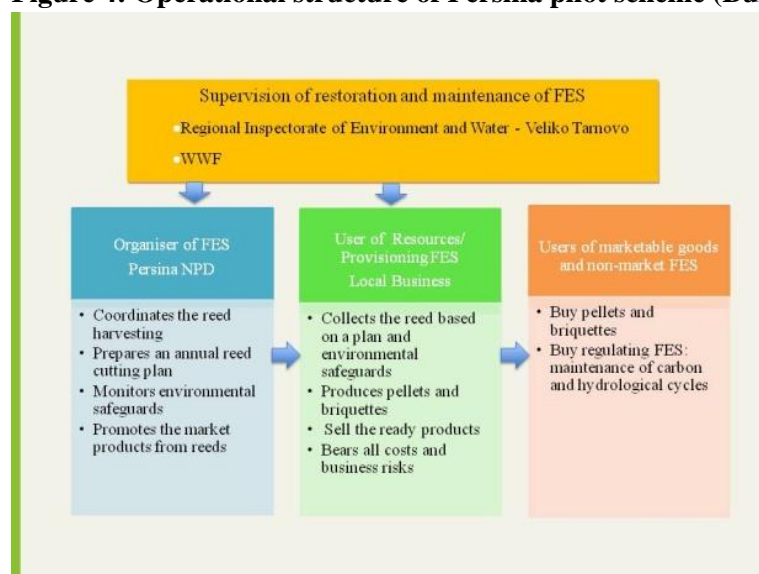 Supervision of restoration and maintenance of FES
Regional Inspectorate of Environment and Water - Veliko Tarnovo
WWF
Organiser of FES
Persina NPD
• Coordinates the reed
harvesting
• Prepares an annual reed
cutting plan
• Monitors environmental
safeguards
• Promotes the market
products from reeds
User of Resources/
Provisioning FES
Local Business
• Collects the reed based
on a plan and
environmental
safeguards
• Produces pellets and
briquettes
• Sell the ready products
• Bears all costs and
business risks
Users of marketable goods
and non-market FES
• Buy pellets and
briquettes
• Buy regulating FES:
maintenance of carbon
and hydrological cycles